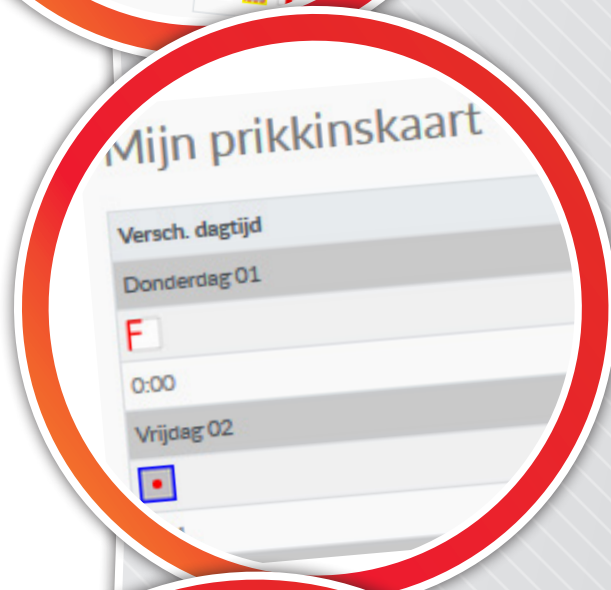 Mijn prikkinskaart
Versch. dagtijd
Donderdag 01
F
0:00
Vrijdag 02